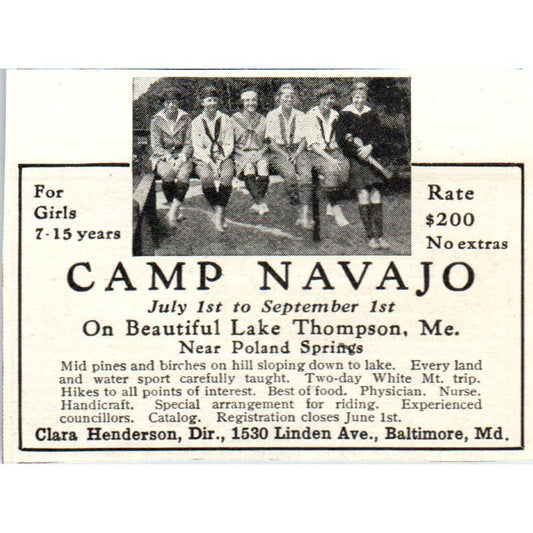 For
Girls
7-15 years
Rate
$200
No extras
CAMP NAVAJO
July 1st to September 1st
On Beautiful Lake Thompson, Me.
Near Poland Springs
Mid pines and birches on hill sloping down to lake. Every land
and water sport carefully taught. Two-day White Mt. trip.
Hikes to all points of interest. Best of food. Physician. Nurse.
Handicraft. Special arrangement for riding. Experienced
councillors. Catalog. Registration closes June 1st.
Clara Henderson, Dir., 1530 Linden Ave., Baltimore, Md.